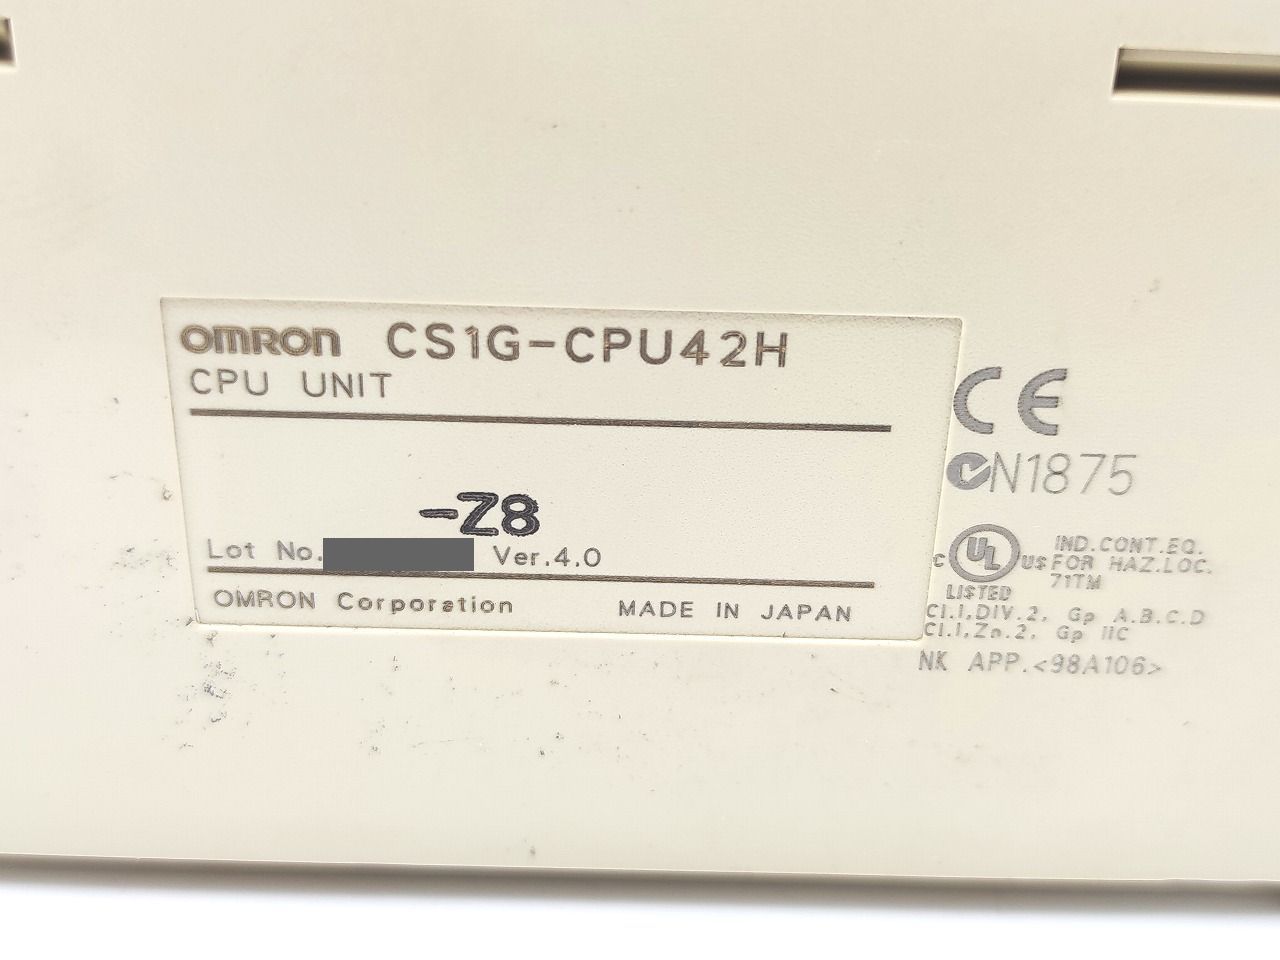 OMRON CS1G-CPU42H
CPU UNIT
-Z8
Lot No. Ver.4.0
OMRON Corporation MADE IN JAPAN
CE
N1875
C UL US IND.CONT.EQ.
FOR HAZ.LOC.
LISTED 71TM
Cl.I,DIV.2, Gp A.B.C.D
Cl.I,Zn.2, Gp IIC
NK APP.<98A106>